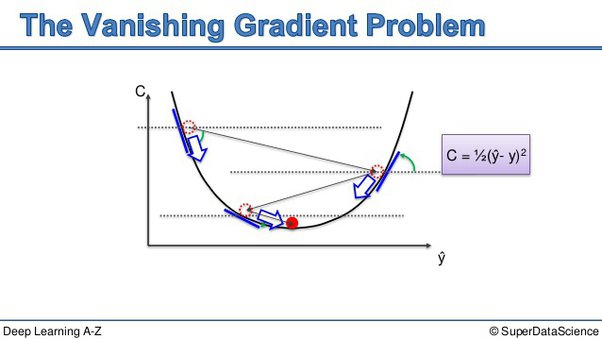 The Vanishing Gradient Problem
C
C = ½(ŷ- y)²
ŷ
Deep Learning A-Z
© SuperDataScience